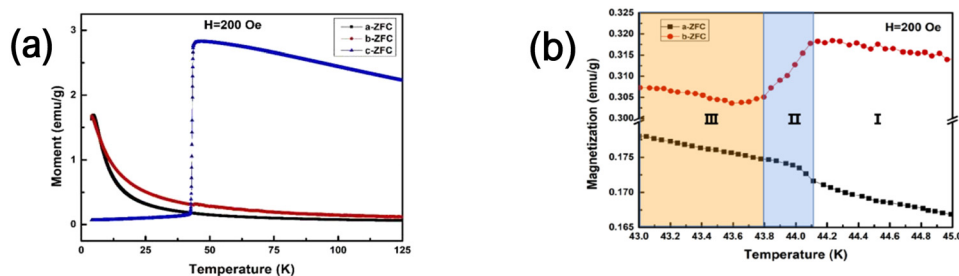 (a)
H=200 Oe
a-ZFC
b-ZFC
c-ZFC
Moment (emu/g)
3
2
1
0
0 25 50 75 100 125
Temperature (K)
(b)
H=200 Oe
a-ZFC
b-ZFC
Magnetization (emu/g)
0.325
0.320
0.315
0.310
0.305
0.300
0.175
0.170
0.165
III II I
43.0 43.2 43.4 43.6 43.8 44.0 44.2 44.4 44.6 44.8 45.0
Temperature (K)